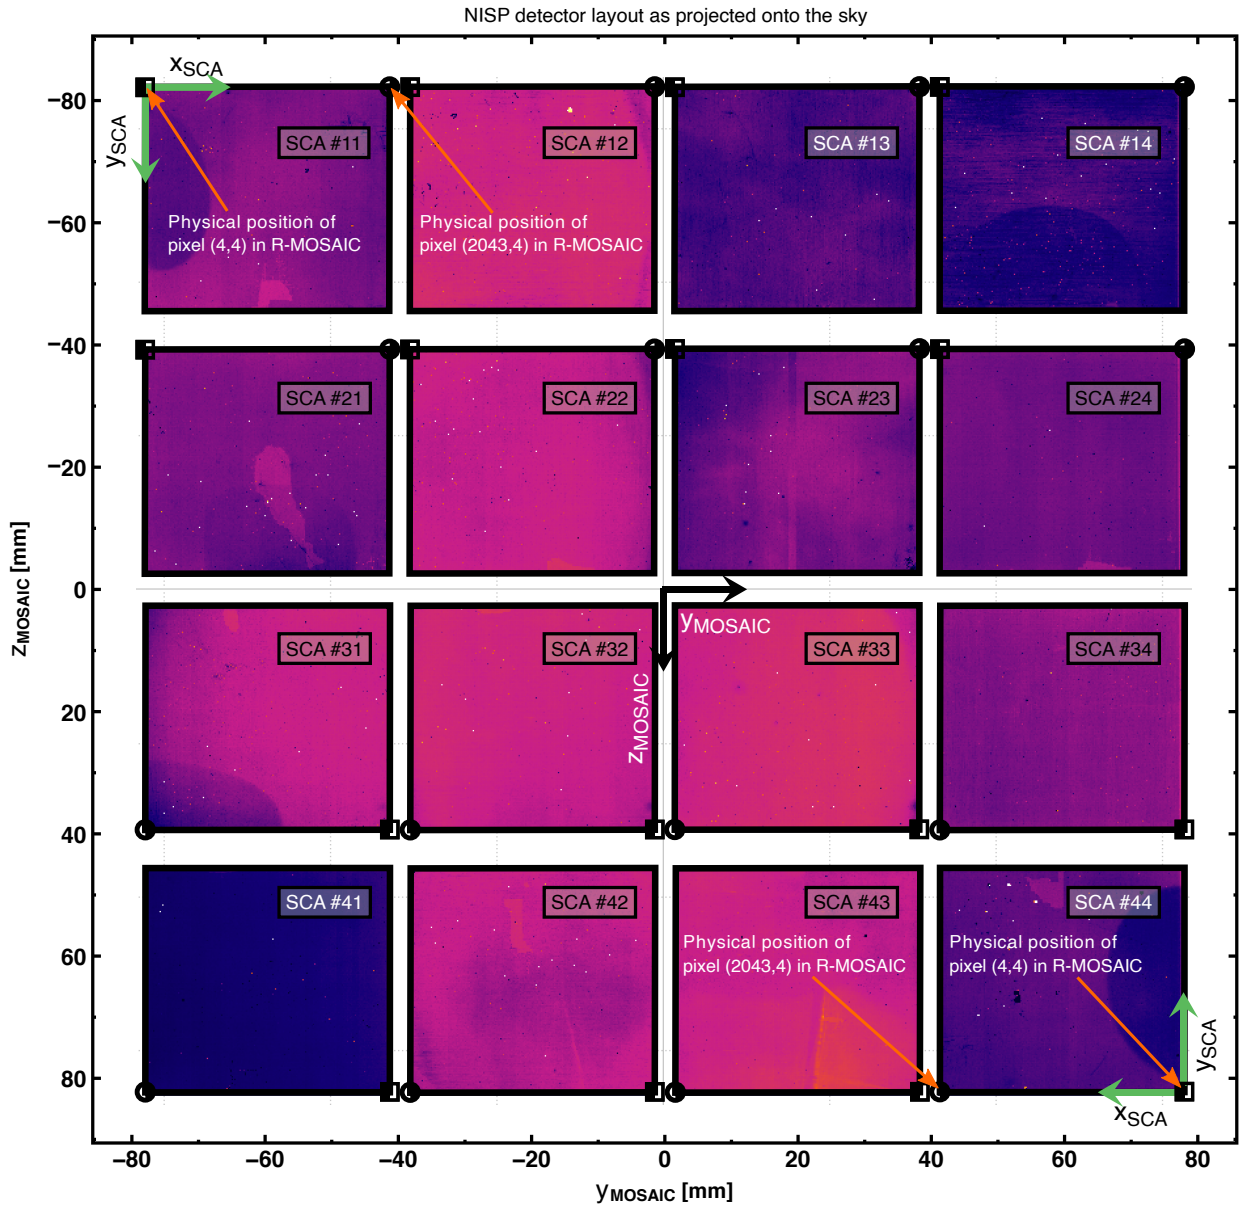 NISP detector layout as projected onto the sky
xSCA
ySCA
SCA #11
SCA #12
SCA #13
SCA #14
Physical position of
pixel (4,4) in R-MOSAIC
Physical position of
pixel (2043,4) in R-MOSAIC
SCA #21
SCA #22
SCA #23
SCA #24
yMOSAIC
zMOSAIC
SCA #31
SCA #32
SCA #33
SCA #34
SCA #41
SCA #42
SCA #43
SCA #44
Physical position of
pixel (2043,4) in R-MOSAIC
Physical position of
pixel (4,4) in R-MOSAIC
ySCA
xSCA
−80
−60
−40
−20
0
20
40
60
80
zMOSAIC [mm]
−80
−60
−40
−20
0
20
40
60
80
yMOSAIC [mm]